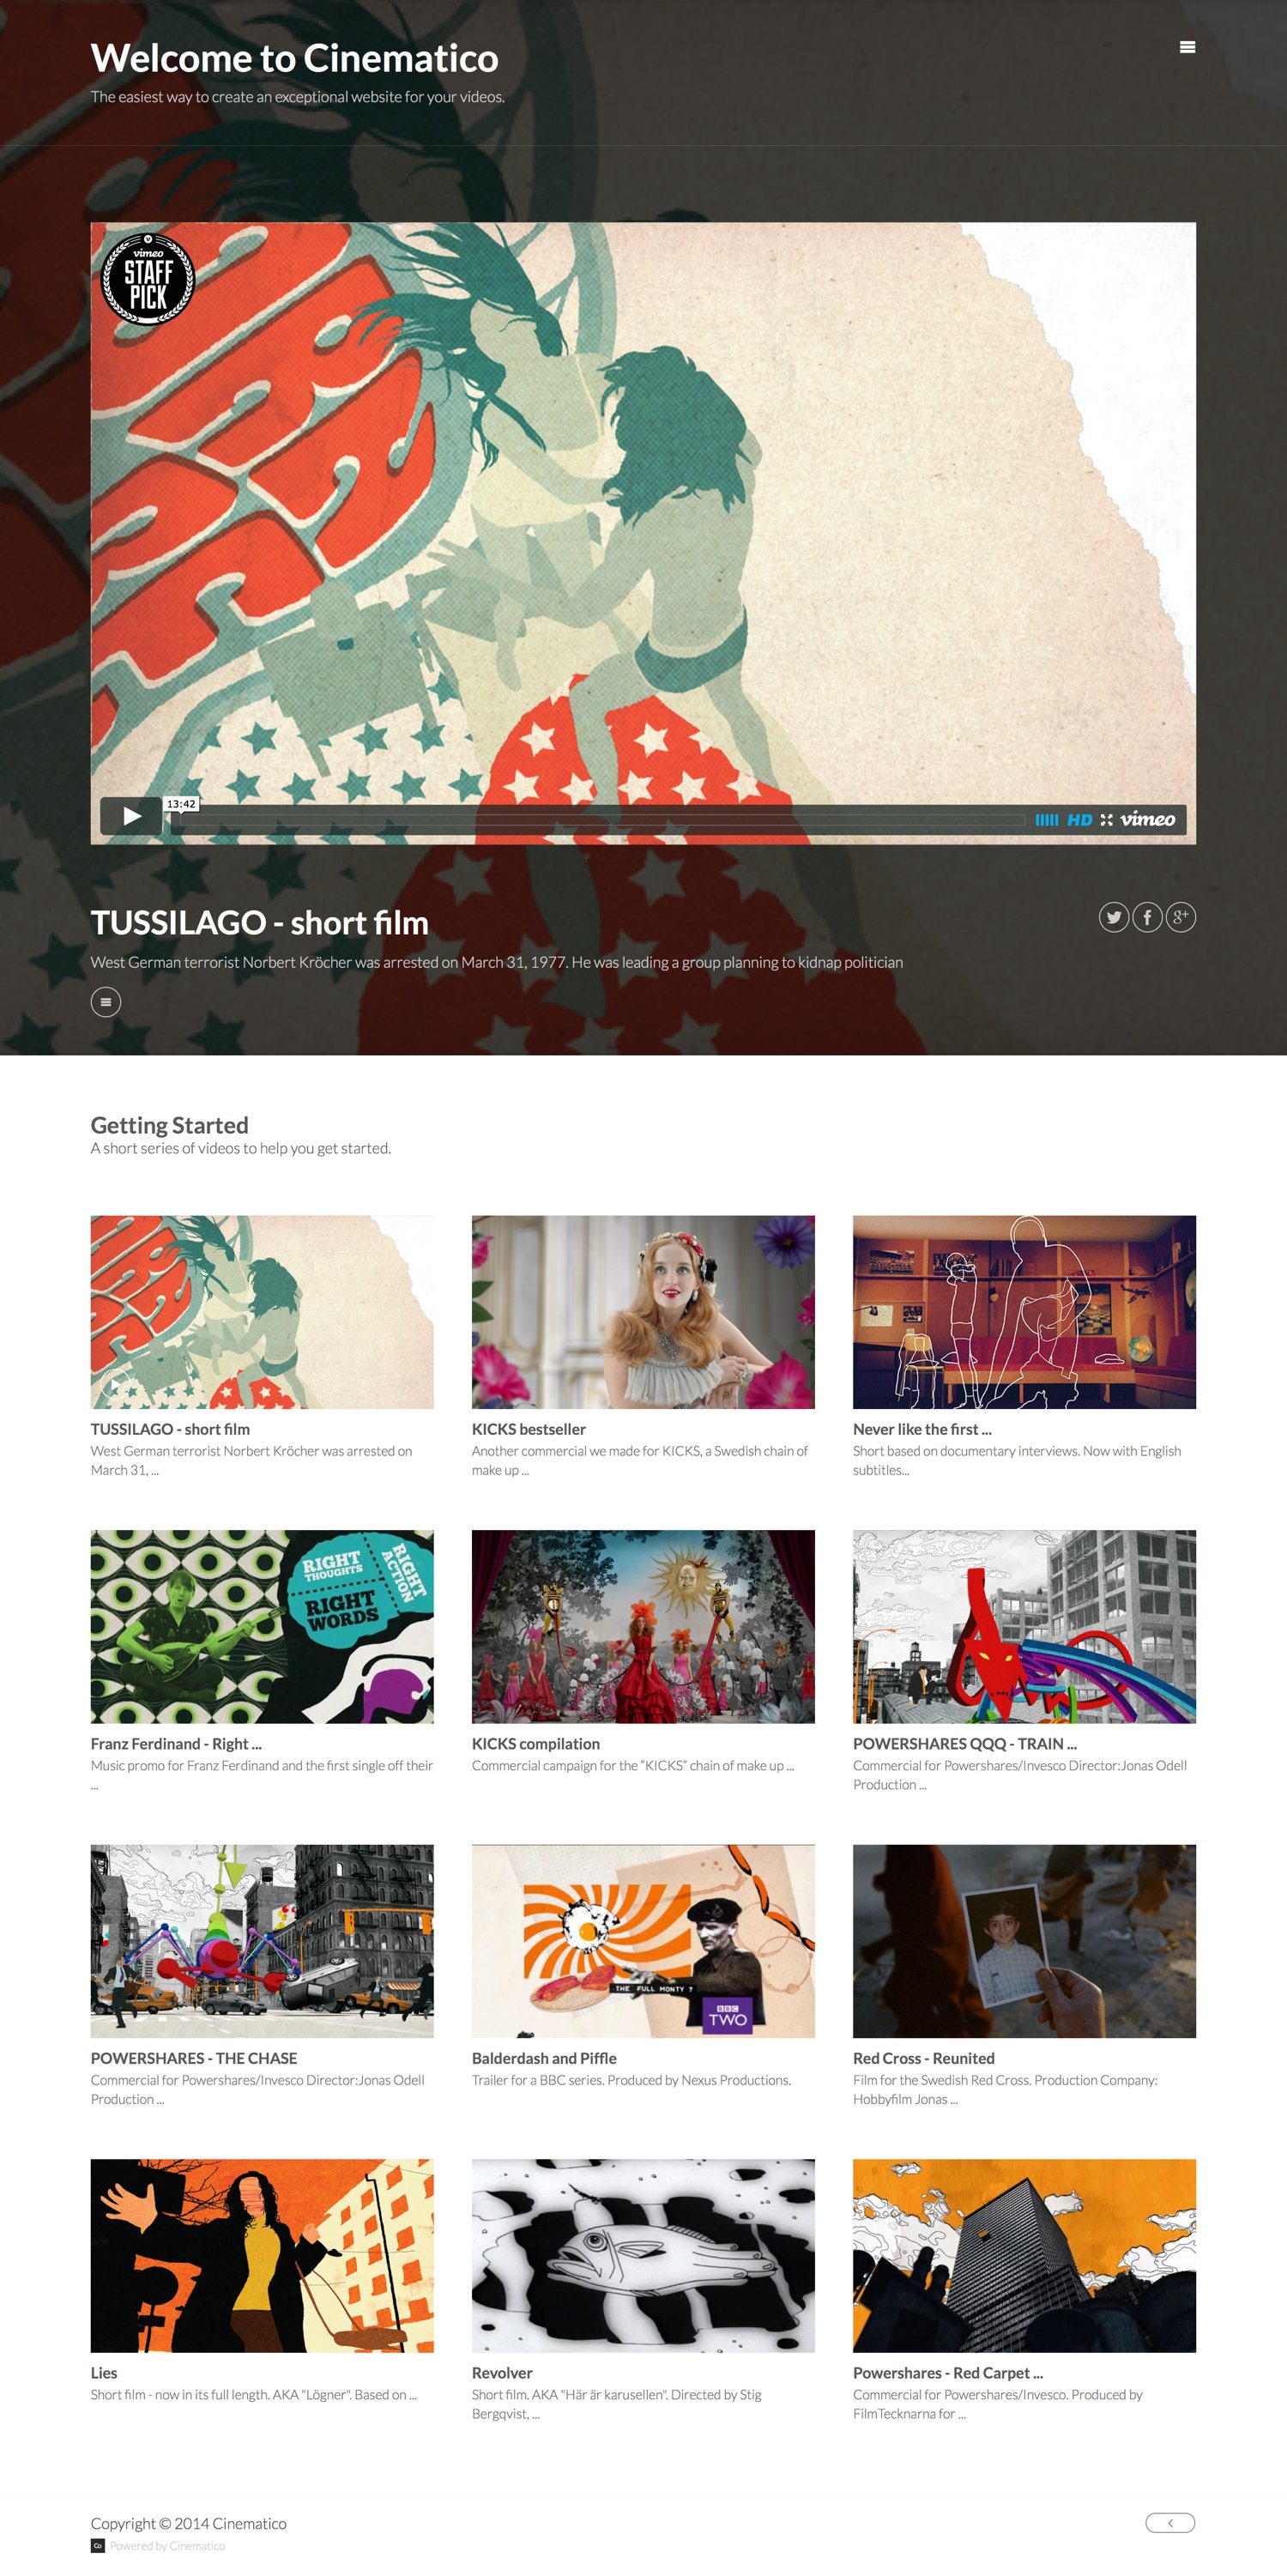 Welcome to Cinematico
The easiest way to create an exceptional website for your videos.
vimeo
STAFF
PICK
13:42
HD vimeo
TUSSILAGO - short film
West German terrorist Norbert Kröcher was arrested on March 31, 1977. He was leading a group planning to kidnap politician
Getting Started
A short series of videos to help you get started.
TUSSILAGO - short film
West German terrorist Norbert Kröcher was arrested on
March 31, ...
KICKS bestseller
Another commercial we made for KICKS, a Swedish chain of
make up ...
Never like the first ...
Short based on documentary interviews. Now with English
subtitles...
RIGHT
THOUGHTS
RIGHT
ACTION
RIGHT
WORDS
Franz Ferdinand - Right ...
Music promo for Franz Ferdinand and the first single off their
...
KICKS compilation
Commercial campaign for the "KICKS" chain of make up ...
POWERSHARES QQQ - TRAIN ...
Commercial for Powershares/Invesco Director:Jonas Odell
Production ...
POWERSHARES - THE CHASE
Commercial for Powershares/Invesco Director:Jonas Odell
Production ...
THE FULL MONTY ?
BBC
TWO
Balderdash and Piffle
Trailer for a BBC series. Produced by Nexus Productions.
Red Cross - Reunited
Film for the Swedish Red Cross. Production Company:
Hobbyfilm Jonas ...
Lies
Short film - now in its full length. AKA "Lögner". Based on ...
Revolver
Short film. AKA "Här är karusellen". Directed by Stig
Bergqvist, ...
Powershares - Red Carpet ...
Commercial for Powershares/Invesco. Produced by
FilmTecknarna for ...
Copyright © 2014 Cinematico
Co Powered by Cinematico